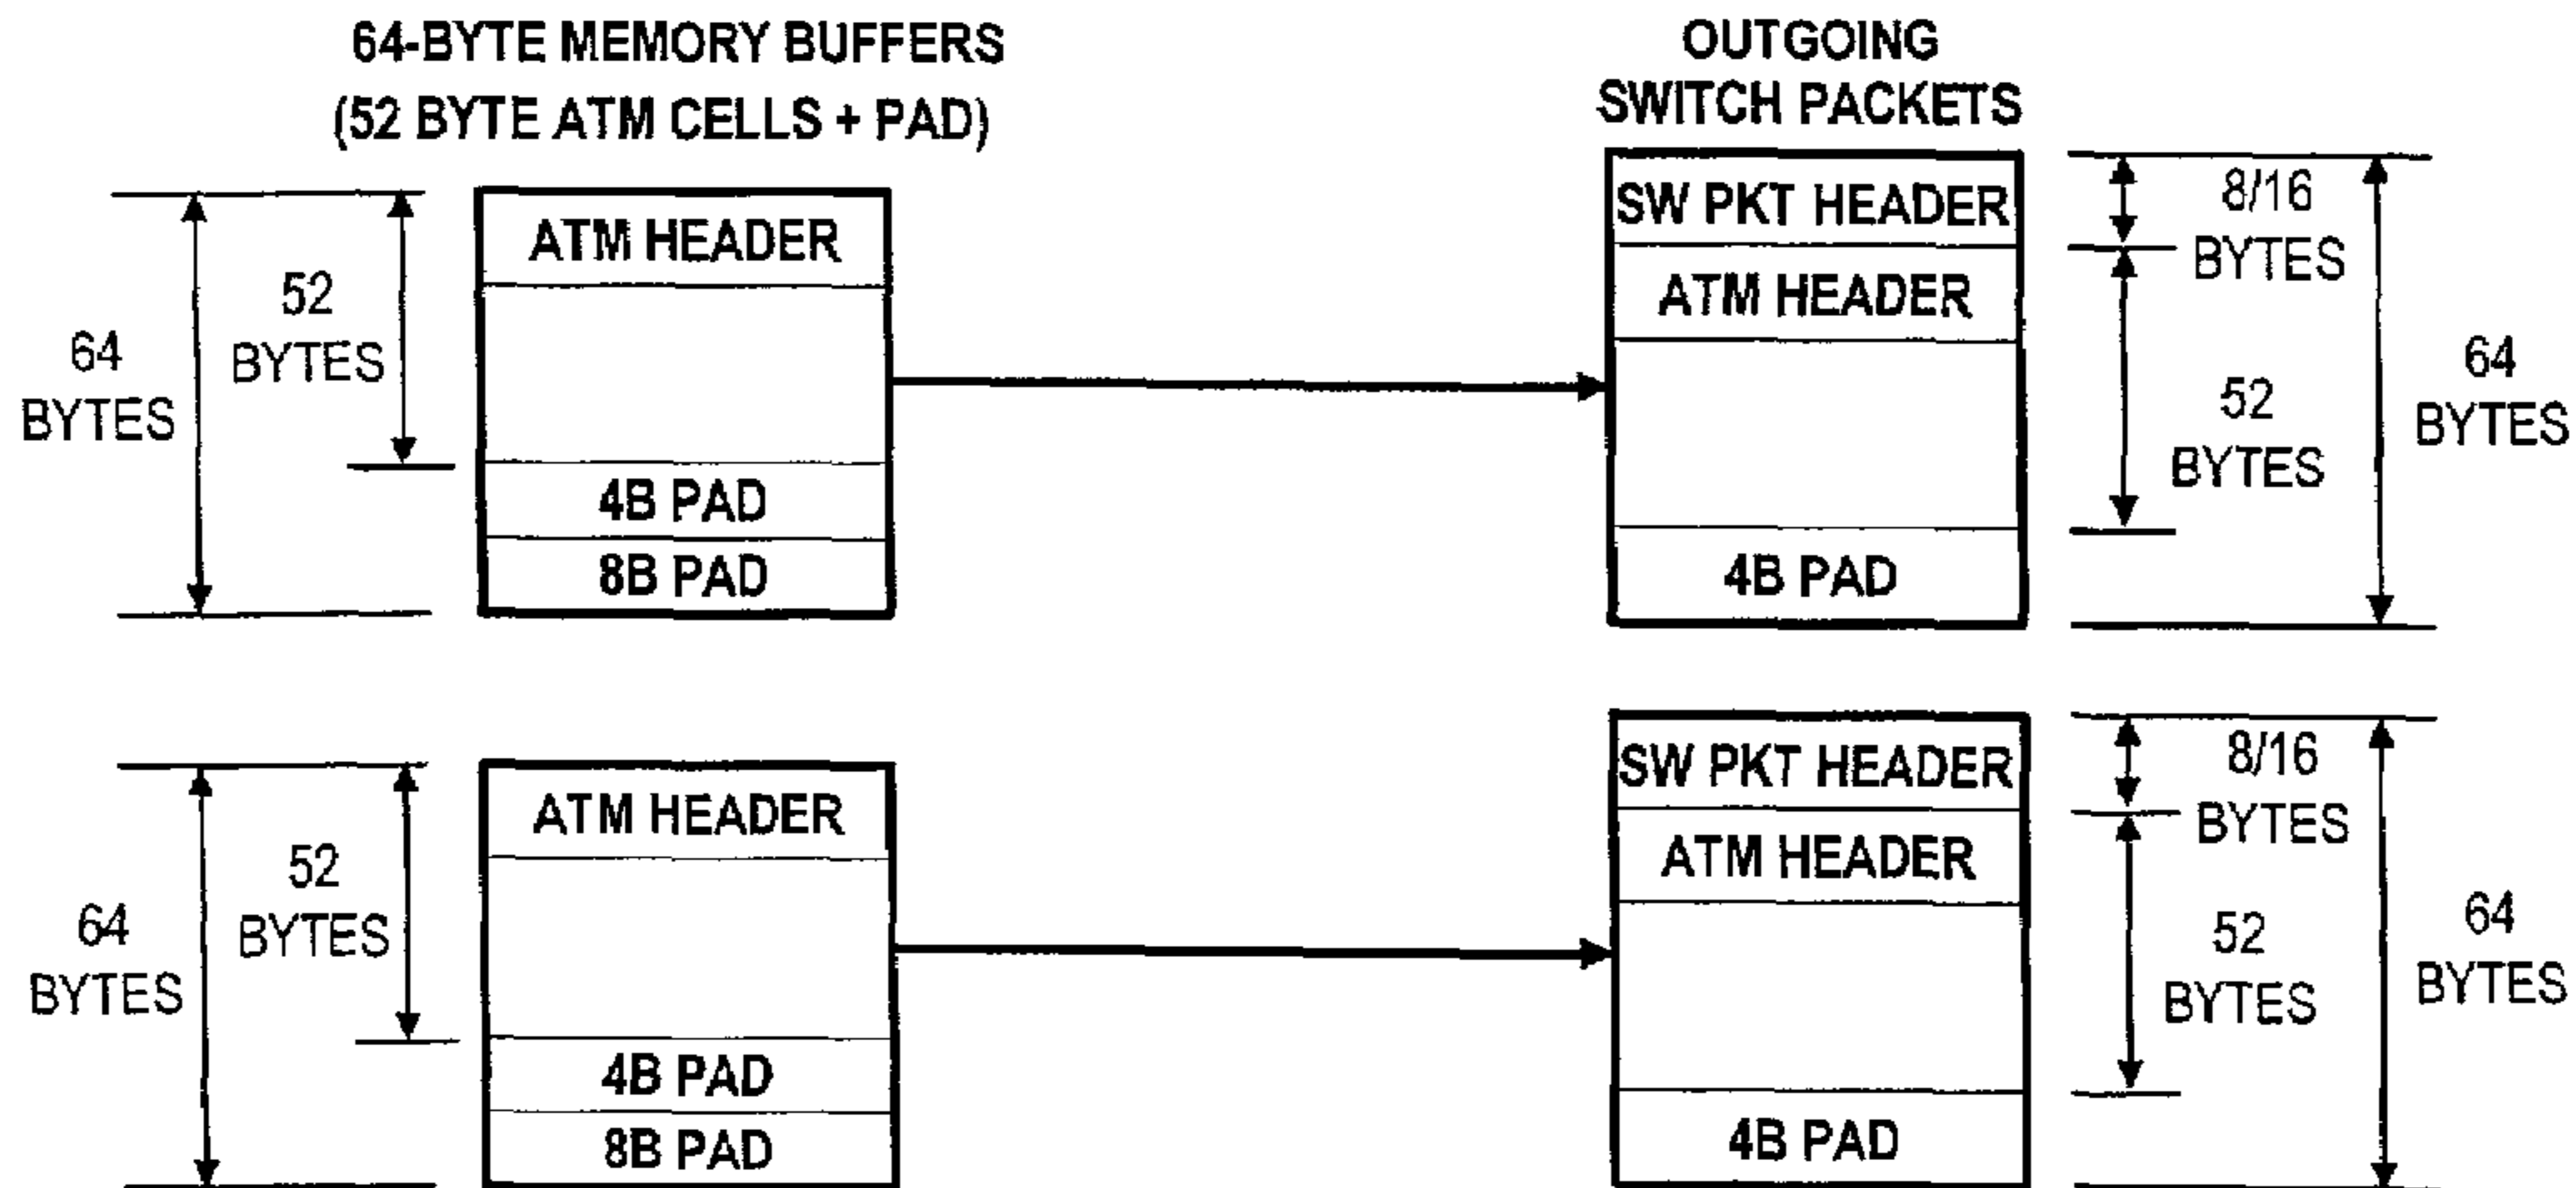 64-BYTE MEMORY BUFFERS
(52 BYTE ATM CELLS + PAD)
OUTGOING
SWITCH PACKETS
64
BYTES
52
BYTES
ATM HEADER
4B PAD
8B PAD
SW PKT HEADER
ATM HEADER
4B PAD
8/16
BYTES
52
BYTES
64
BYTES
64
BYTES
52
BYTES
ATM HEADER
4B PAD
8B PAD
SW PKT HEADER
ATM HEADER
4B PAD
8/16
BYTES
52
BYTES
64
BYTES